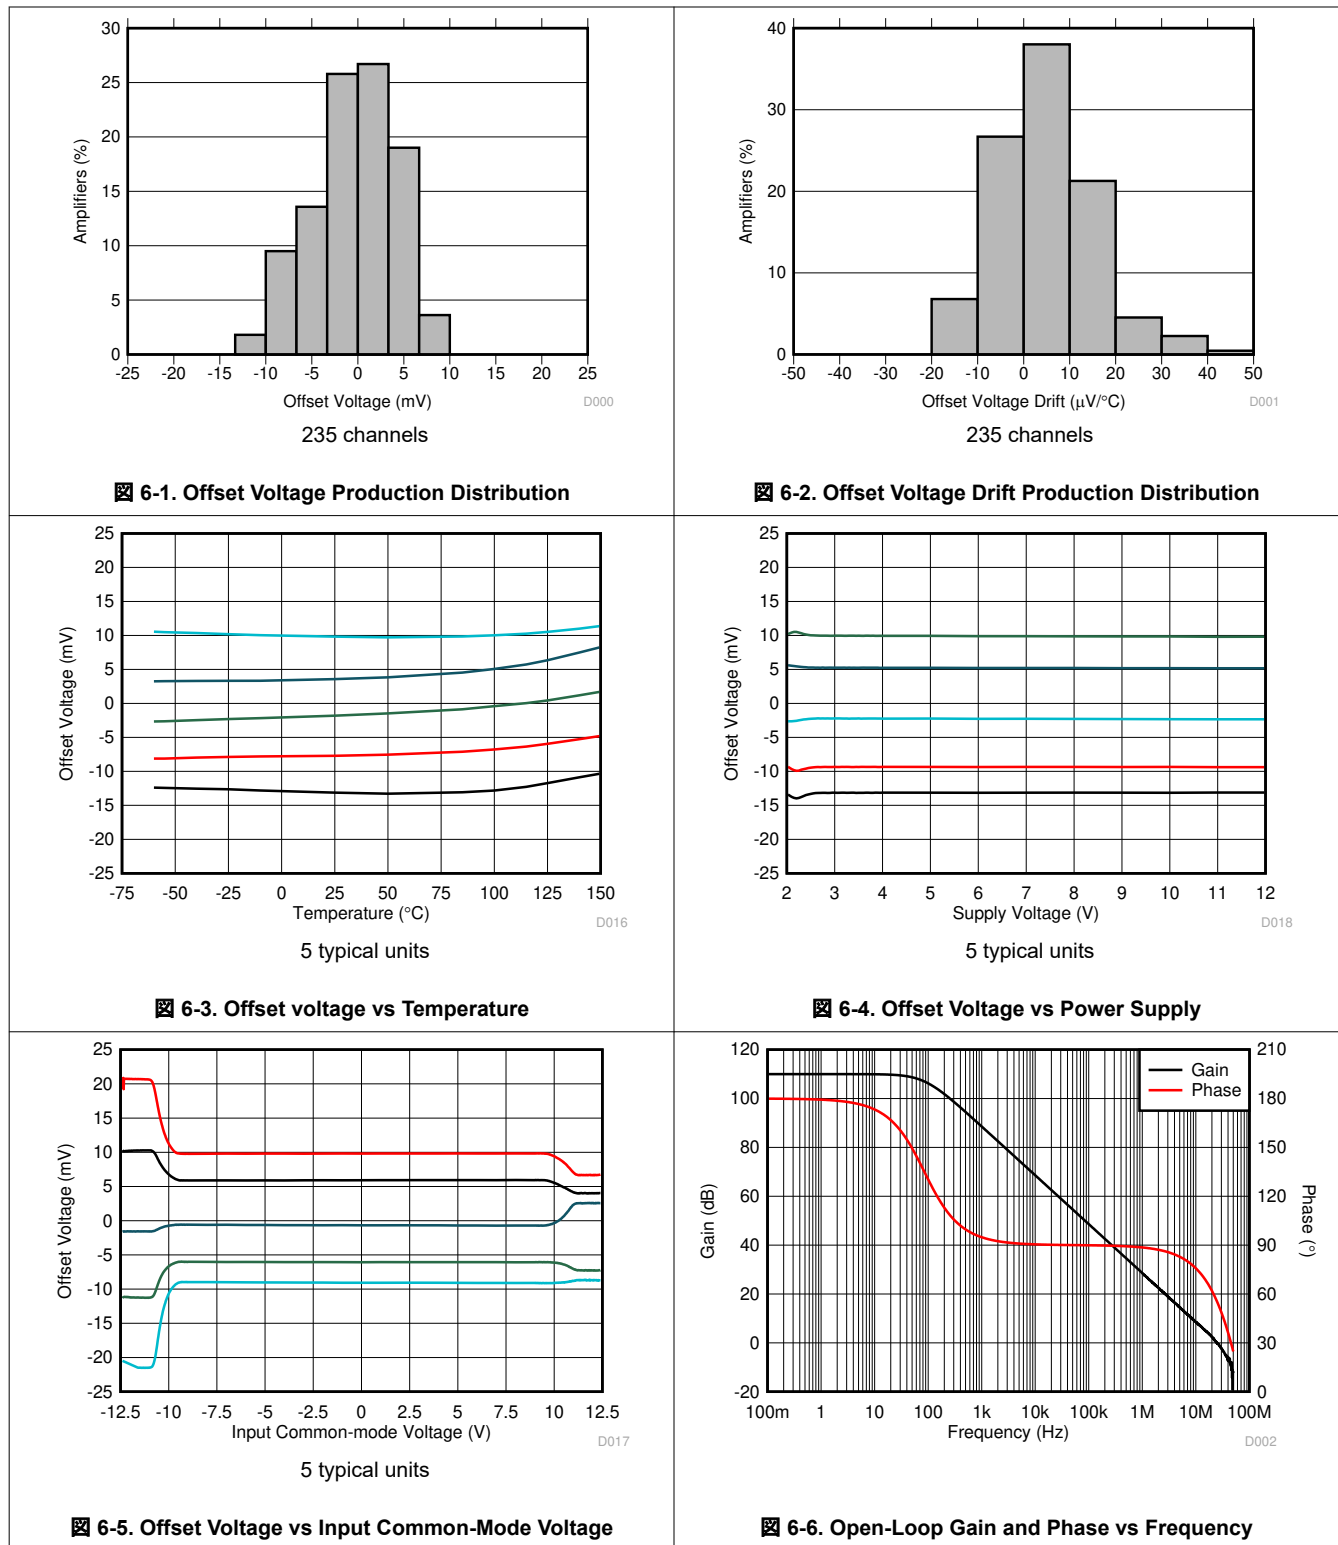 30
25
20
15
10
5
0
Amplifiers (%)
-25 -20 -15 -10 -5 0 5 10 15 20 25
Offset Voltage (mV)
D000
235 channels
図 6-1. Offset Voltage Production Distribution
40
30
20
10
0
Amplifiers (%)
-50 -40 -30 -20 -10 0 10 20 30 40 50
Offset Voltage Drift (µV/°C)
D001
235 channels
図 6-2. Offset Voltage Drift Production Distribution
25
20
15
10
5
0
-5
-10
-15
-20
-25
Offset Voltage (mV)
-75 -50 -25 0 25 50 75 100 125 150
Temperature (°C)
D016
5 typical units
図 6-3. Offset voltage vs Temperature
25
20
15
10
5
0
-5
-10
-15
-20
-25
Offset Voltage (mV)
2 3 4 5 6 7 8 9 10 11 12
Supply Voltage (V)
D018
5 typical units
図 6-4. Offset Voltage vs Power Supply
25
20
15
10
5
0
-5
-10
-15
-20
-25
Offset Voltage (mV)
-12.5 -10 -7.5 -5 -2.5 0 2.5 5 7.5 10 12.5
Input Common-mode Voltage (V)
D017
5 typical units
図 6-5. Offset Voltage vs Input Common-Mode Voltage
120
100
80
60
40
20
0
-20
Gain (dB)
Gain
Phase
210
180
150
120
90
60
30
0
Phase (°)
100m 1 10 100 1k 10k 100k 1M 10M 100M
Frequency (Hz)
D002
図 6-6. Open-Loop Gain and Phase vs Frequency